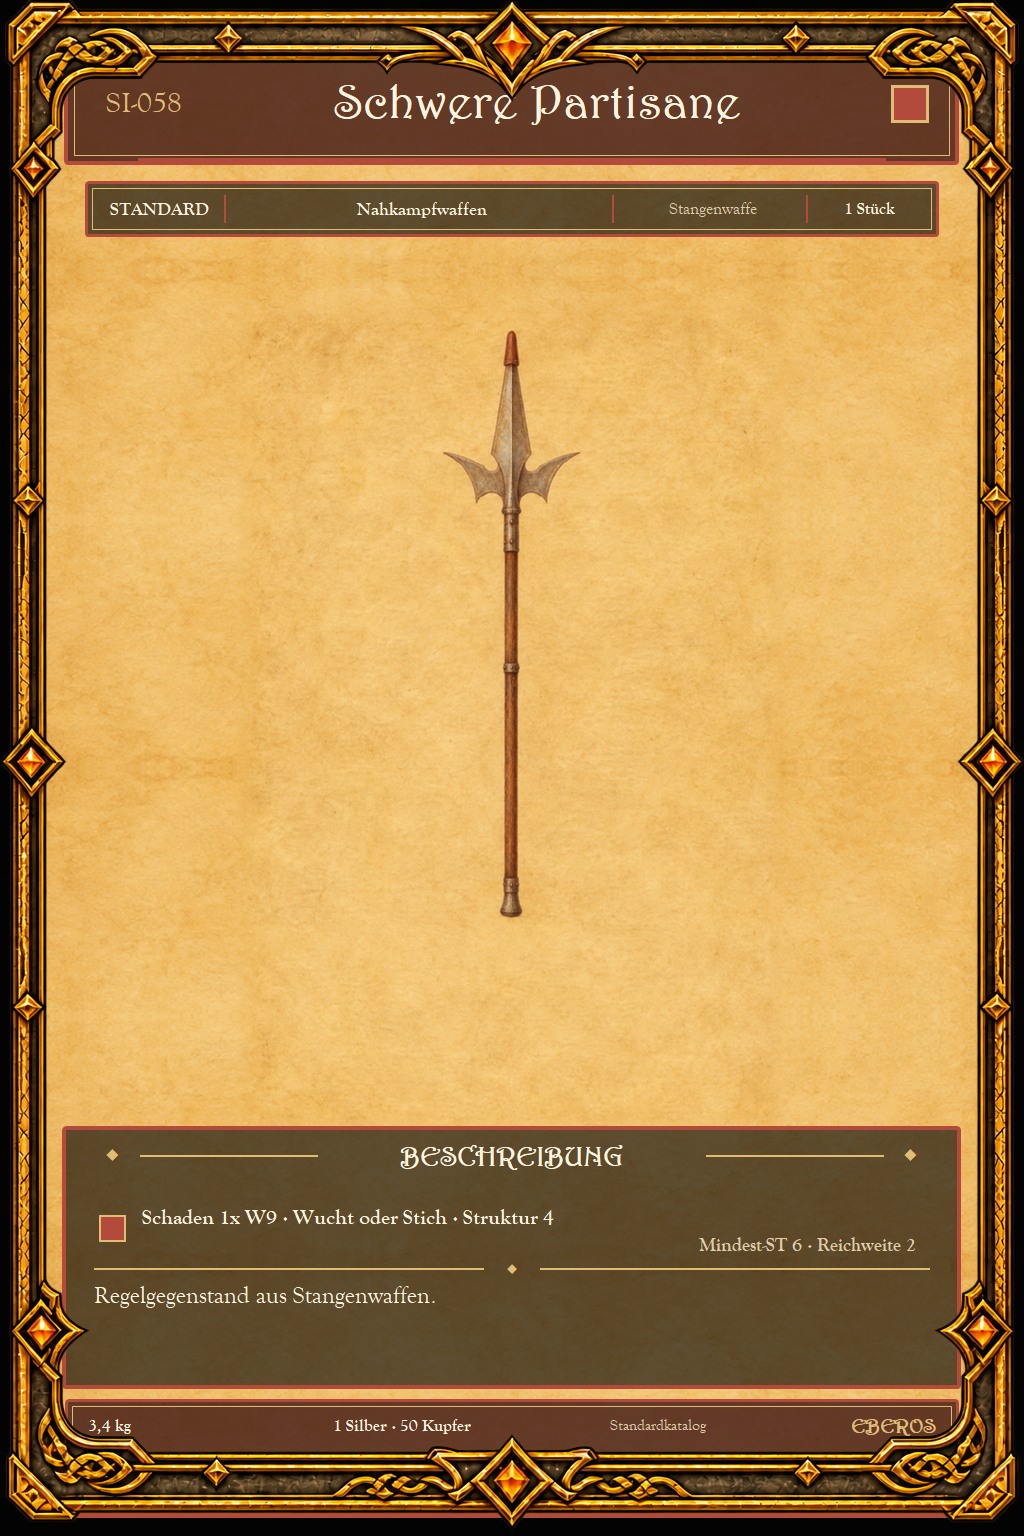 SI-058
Schwere Partisane
STANDARD
Nahkampfwaffen
Stangenwaffe
1 Stück
BESCHREIBUNG
Schaden 1x W9 · Wucht oder Stich · Struktur 4
Mindest-ST 6 · Reichweite 2
Regelgegenstand aus Stangenwaffen.
3,4 kg
1 Silber · 50 Kupfer
Standardkatalog
EBEROS